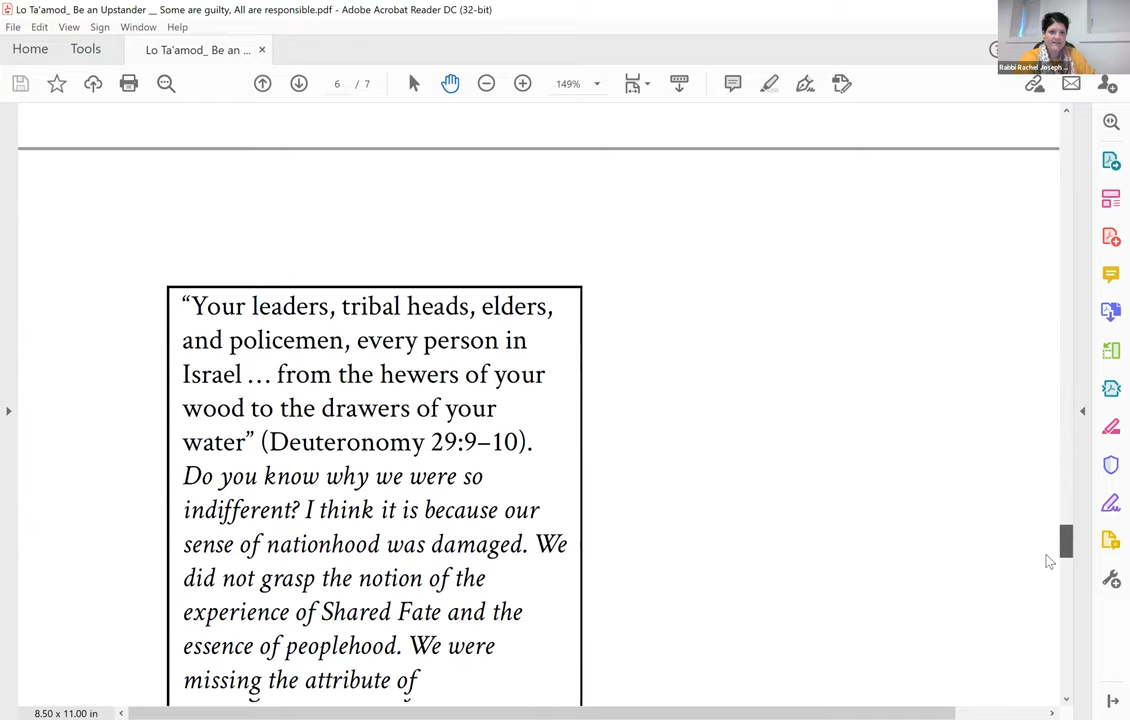 Lo Ta'amod_ Be an Upstander __ Some are guilty, All are responsible.pdf - Adobe Acrobat Reader DC (32-bit)
File Edit View Sign Window Help
Home Tools Lo Ta'amod_ Be an ... ×
6 / 7 149%
Rabbi Rachel Joseph
“Your leaders, tribal heads, elders,
and policemen, every person in
Israel … from the hewers of your
wood to the drawers of your
water” (Deuteronomy 29:9–10).
Do you know why we were so
indifferent? I think it is because our
sense of nationhood was damaged. We
did not grasp the notion of the
experience of Shared Fate and the
essence of peoplehood. We were
missing the attribute of
8.50 x 11.00 in